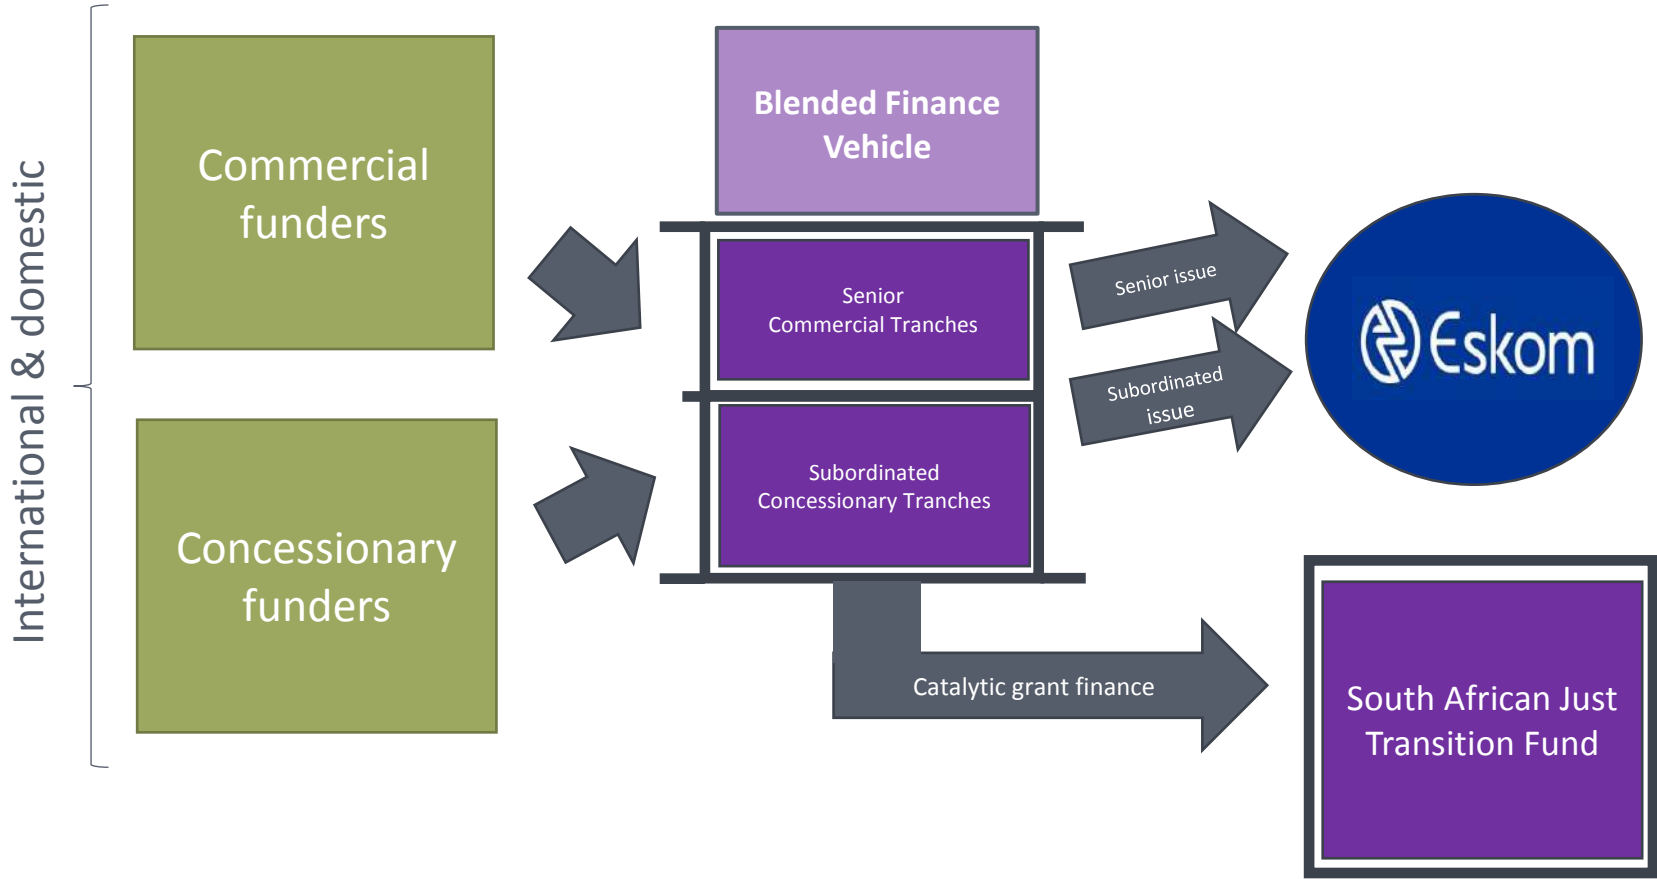 International & domestic
Commercial
funders
Concessionary
funders
Blended Finance
Vehicle
Senior
Commercial Tranches
Subordinated
Concessionary Tranches
Senior issue
Subordinated
issue
Eskom
Catalytic grant finance
South African Just
Transition Fund